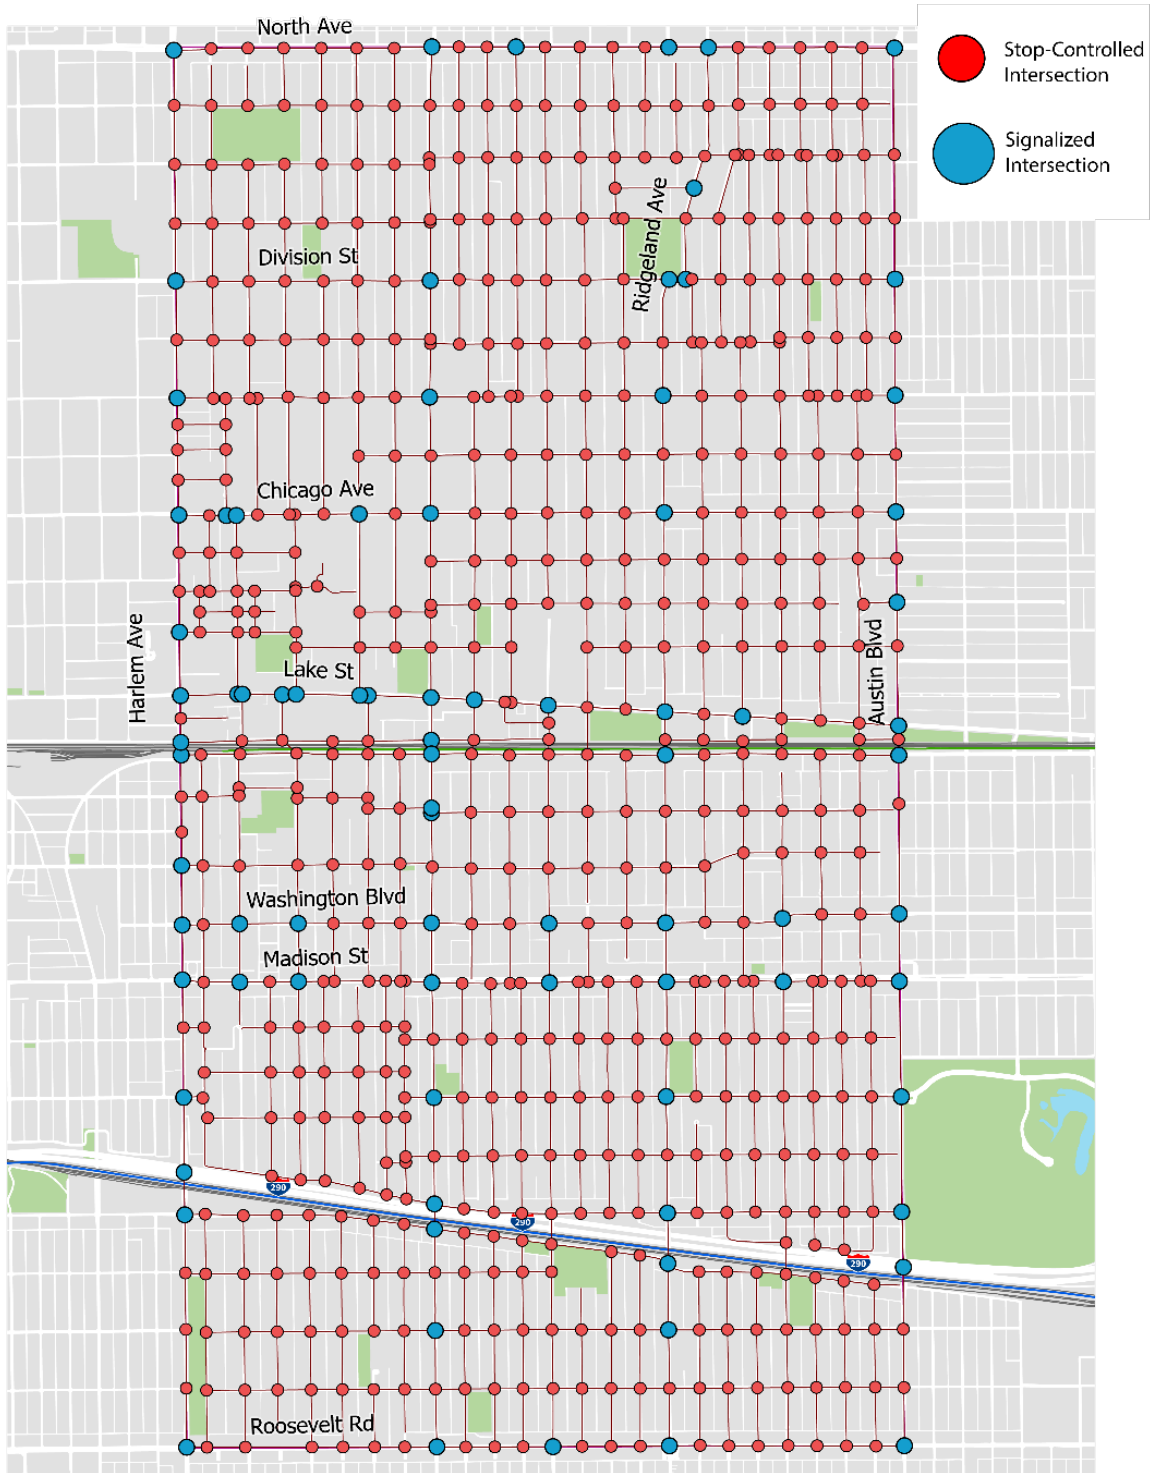 North Ave
Stop-Controlled
Intersection
Signalized
Intersection
Ridgeland Ave
Division St
Chicago Ave
Harlem Ave
Lake St
Austin Blvd
Washington Blvd
Madison St
290
290
290
Roosevelt Rd